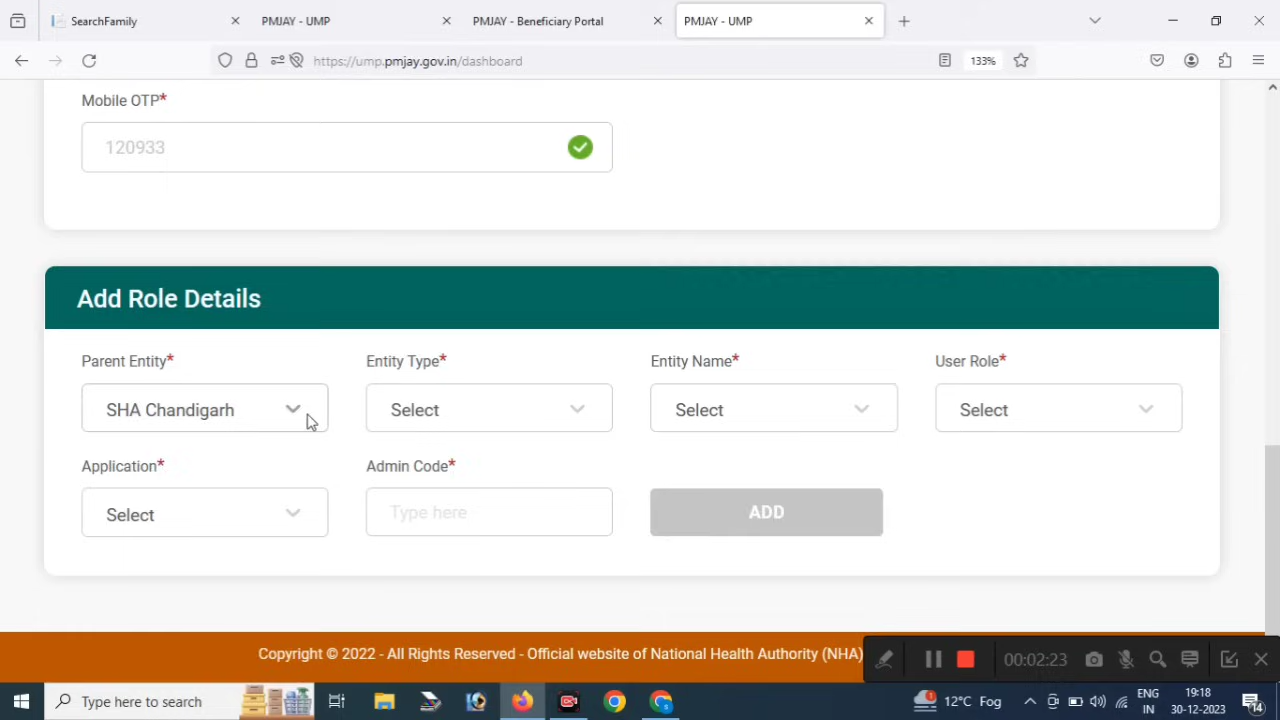 SearchFamily
PMJAY - UMP
PMJAY - Beneficiary Portal
PMJAY - UMP
https://ump.pmjay.gov.in/dashboard
133%
Mobile OTP*
120933
Add Role Details
Parent Entity*
Entity Type*
Entity Name*
User Role*
SHA Chandigarh
Select
Select
Select
Application*
Admin Code*
Select
Type here
ADD
Copyright © 2022 - All Rights Reserved - Official website of National Health Authority (NHA)
00:02:23
Type here to search
1
12°C Fog
ENG
IN
19:18
30-12-2023
14